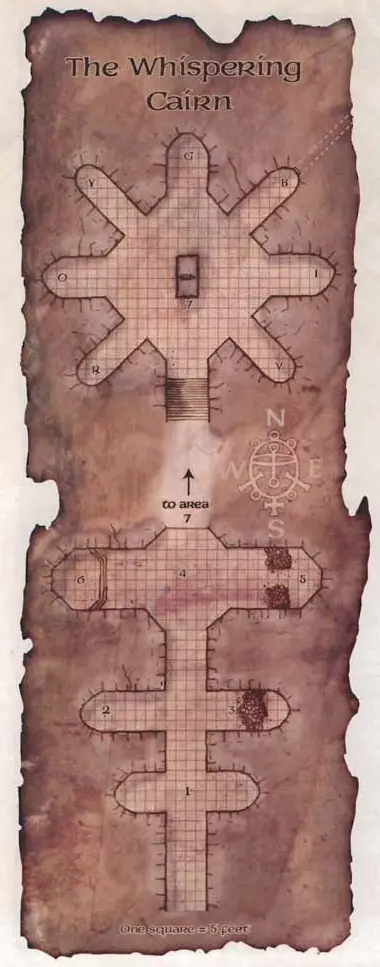 The Whispering
Cairn
G
Y
B
O
I
7
R
V
N
W
E
S
to area
7
6
4
5
2
3
1
One square = 5 feet